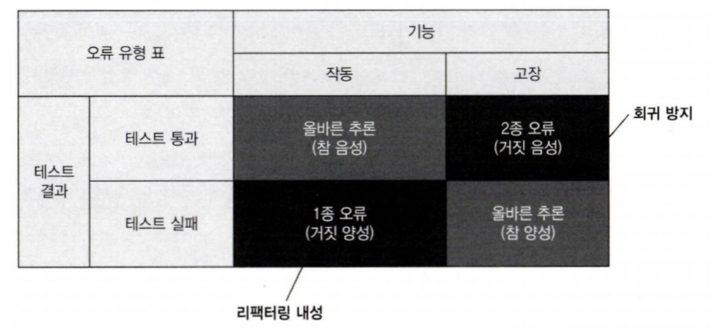 오류 유형 표
기능
작동
고장
테스트
결과
테스트 통과
올바른 추론
(참 음성)
2종 오류
(거짓 음성)
회귀 방지
테스트 실패
1종 오류
(거짓 양성)
올바른 추론
(참 양성)
리팩터링 내성